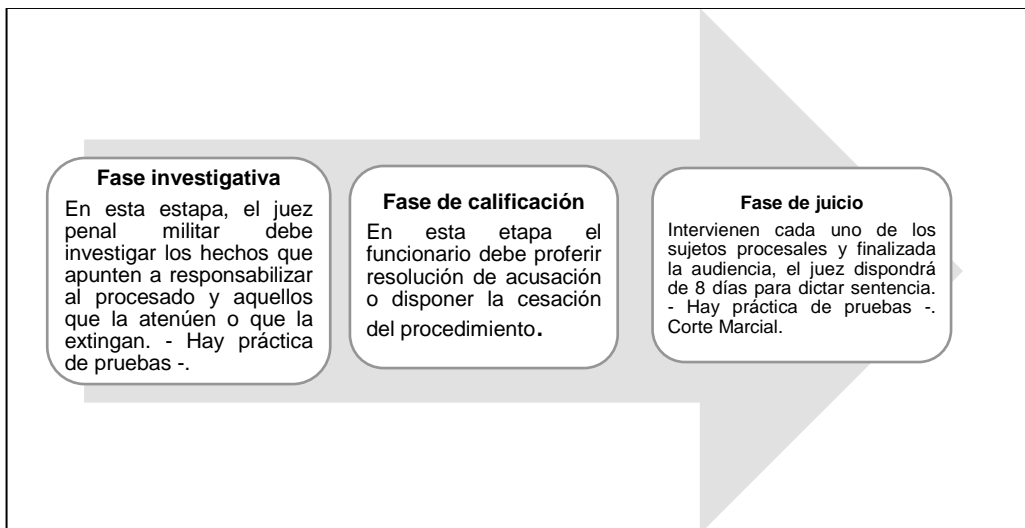 Fase investigativa
En esta estapa, el juez
penal militar debe
investigar los hechos que
apunten a responsabilizar
al procesado y aquellos
que la atenúen o que la
extingan. - Hay práctica
de pruebas -.
Fase de calificación
En esta etapa el
funcionario debe proferir
resolución de acusación
o disponer la cesación
del procedimiento.
Fase de juicio
Intervienen cada uno de los
sujetos procesales y finalizada
la audiencia, el juez dispondrá
de 8 días para dictar sentencia.
- Hay práctica de pruebas -.
Corte Marcial.